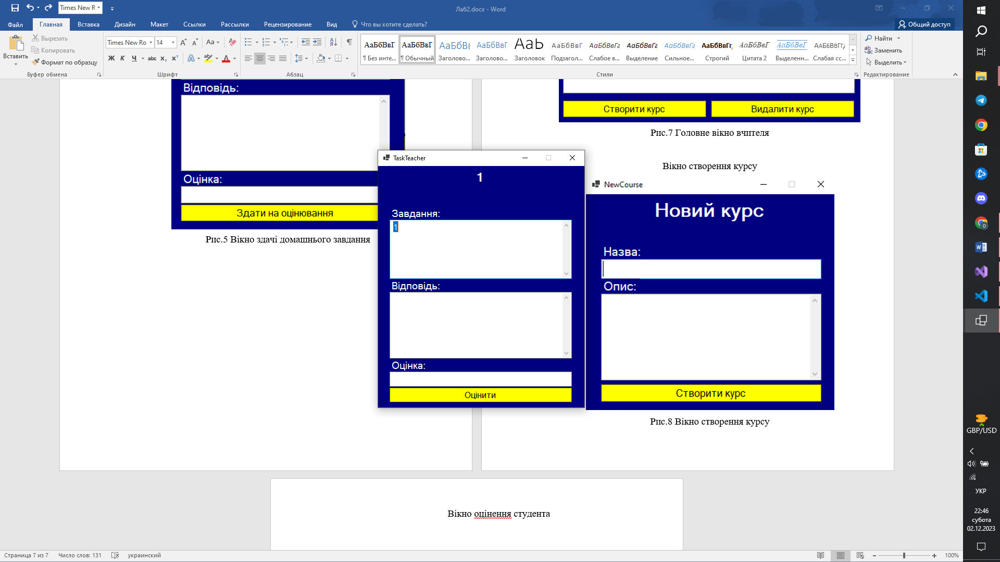 Times New R
Лаб2.docx - Word
Файл
Главная
Вставка
Дизайн
Макет
Ссылки
Рассылки
Рецензирование
Вид
Что вы хотите сделать?
Общий доступ
Вставить
Вырезать
Копировать
Формат по образцу
Буфер обмена
Times New Ro
14
Aa
Ж К Ч abc x₂ x²
Шрифт
Абзац
АаБбВвГ
¶ Без инте...
АаБбВвГ
¶ Обычный
Заголово...
АаБбВвГ
Заголово...
АаБ
Заголовок
АаБбВвГ
Подзагол...
АаБбВвГг
Слабое в...
АаБбВвГг
Выделение
АаБбВвГг
Сильное...
АаБбВвГг,
Строгий
АаБбВвГг
Цитата 2
АаБбВвГг
Выделенн...
АаБбВвГг,
Слабая сс...
Стили
Найти
Заменить
Выделить
Редактирование
Відповідь:
Оцінка:
Здати на оцінювання
Рис.5 Вікно здачі домашнього завдання
TaskTeacher
1
Завдання:
1
Відповідь:
Оцінка:
Оцінити
Створити курс
Видалити курс
Рис.7 Головне вікно вчителя
Вікно створення курсу
NewCourse
Новий курс
Назва:
Опис:
Створити курс
Рис.8 Вікно створення курсу
Вікно оцінення студента
Страница 7 из 7
Число слов: 131
украинский
100%
GBP/USD
УКР
22:46
субота
02.12.2023